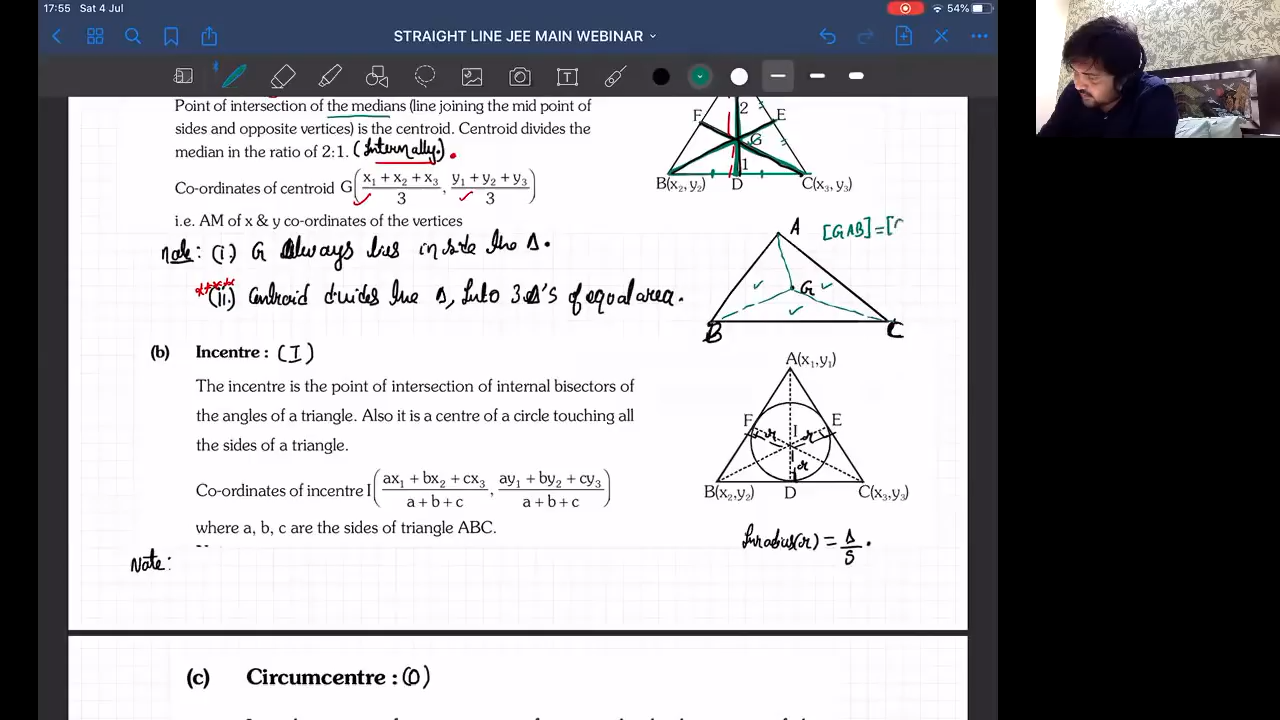 17:55 Sat 4 Jul
54%
STRAIGHT LINE JEE MAIN WEBINAR
Point of intersection of the medians (line joining the mid point of
sides and opposite vertices) is the centroid. Centroid divides the
median in the ratio of 2:1. (Internally).
Co-ordinates of centroid G( (x₁ + x₂ + x₃)/3 , (y₁ + y₂ + y₃)/3 )
i.e. AM of x & y co-ordinates of the vertices
Note: (i) G Always lies inside the Δ.
(ii) Centroid divides the Δ, into 3 Δ's of equal area.
F
2
E
G
1
B(x₂, y₂) D C(x₃, y₃)
A [GAB] = [
G
B C
(b) Incentre : (I)
The incentre is the point of intersection of internal bisectors of
the angles of a triangle. Also it is a centre of a circle touching all
the sides of a triangle.
Co-ordinates of incentre I( (ax₁ + bx₂ + cx₃)/(a + b + c) , (ay₁ + by₂ + cy₃)/(a + b + c) )
where a, b, c are the sides of triangle ABC.
A(x₁,y₁)
F E
r I r
r
B(x₂,y₂) D C(x₃,y₃)
Inradius(r) = Δ/S .
Note:
(c) Circumcentre : (O)